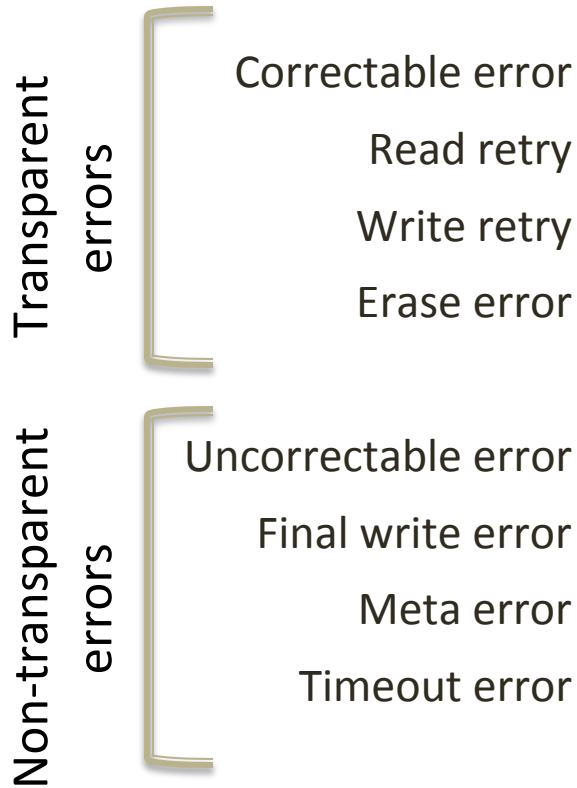 Transparent
errors
Correctable error
Read retry
Write retry
Erase error
Non-transparent
errors
Uncorrectable error
Final write error
Meta error
Timeout error